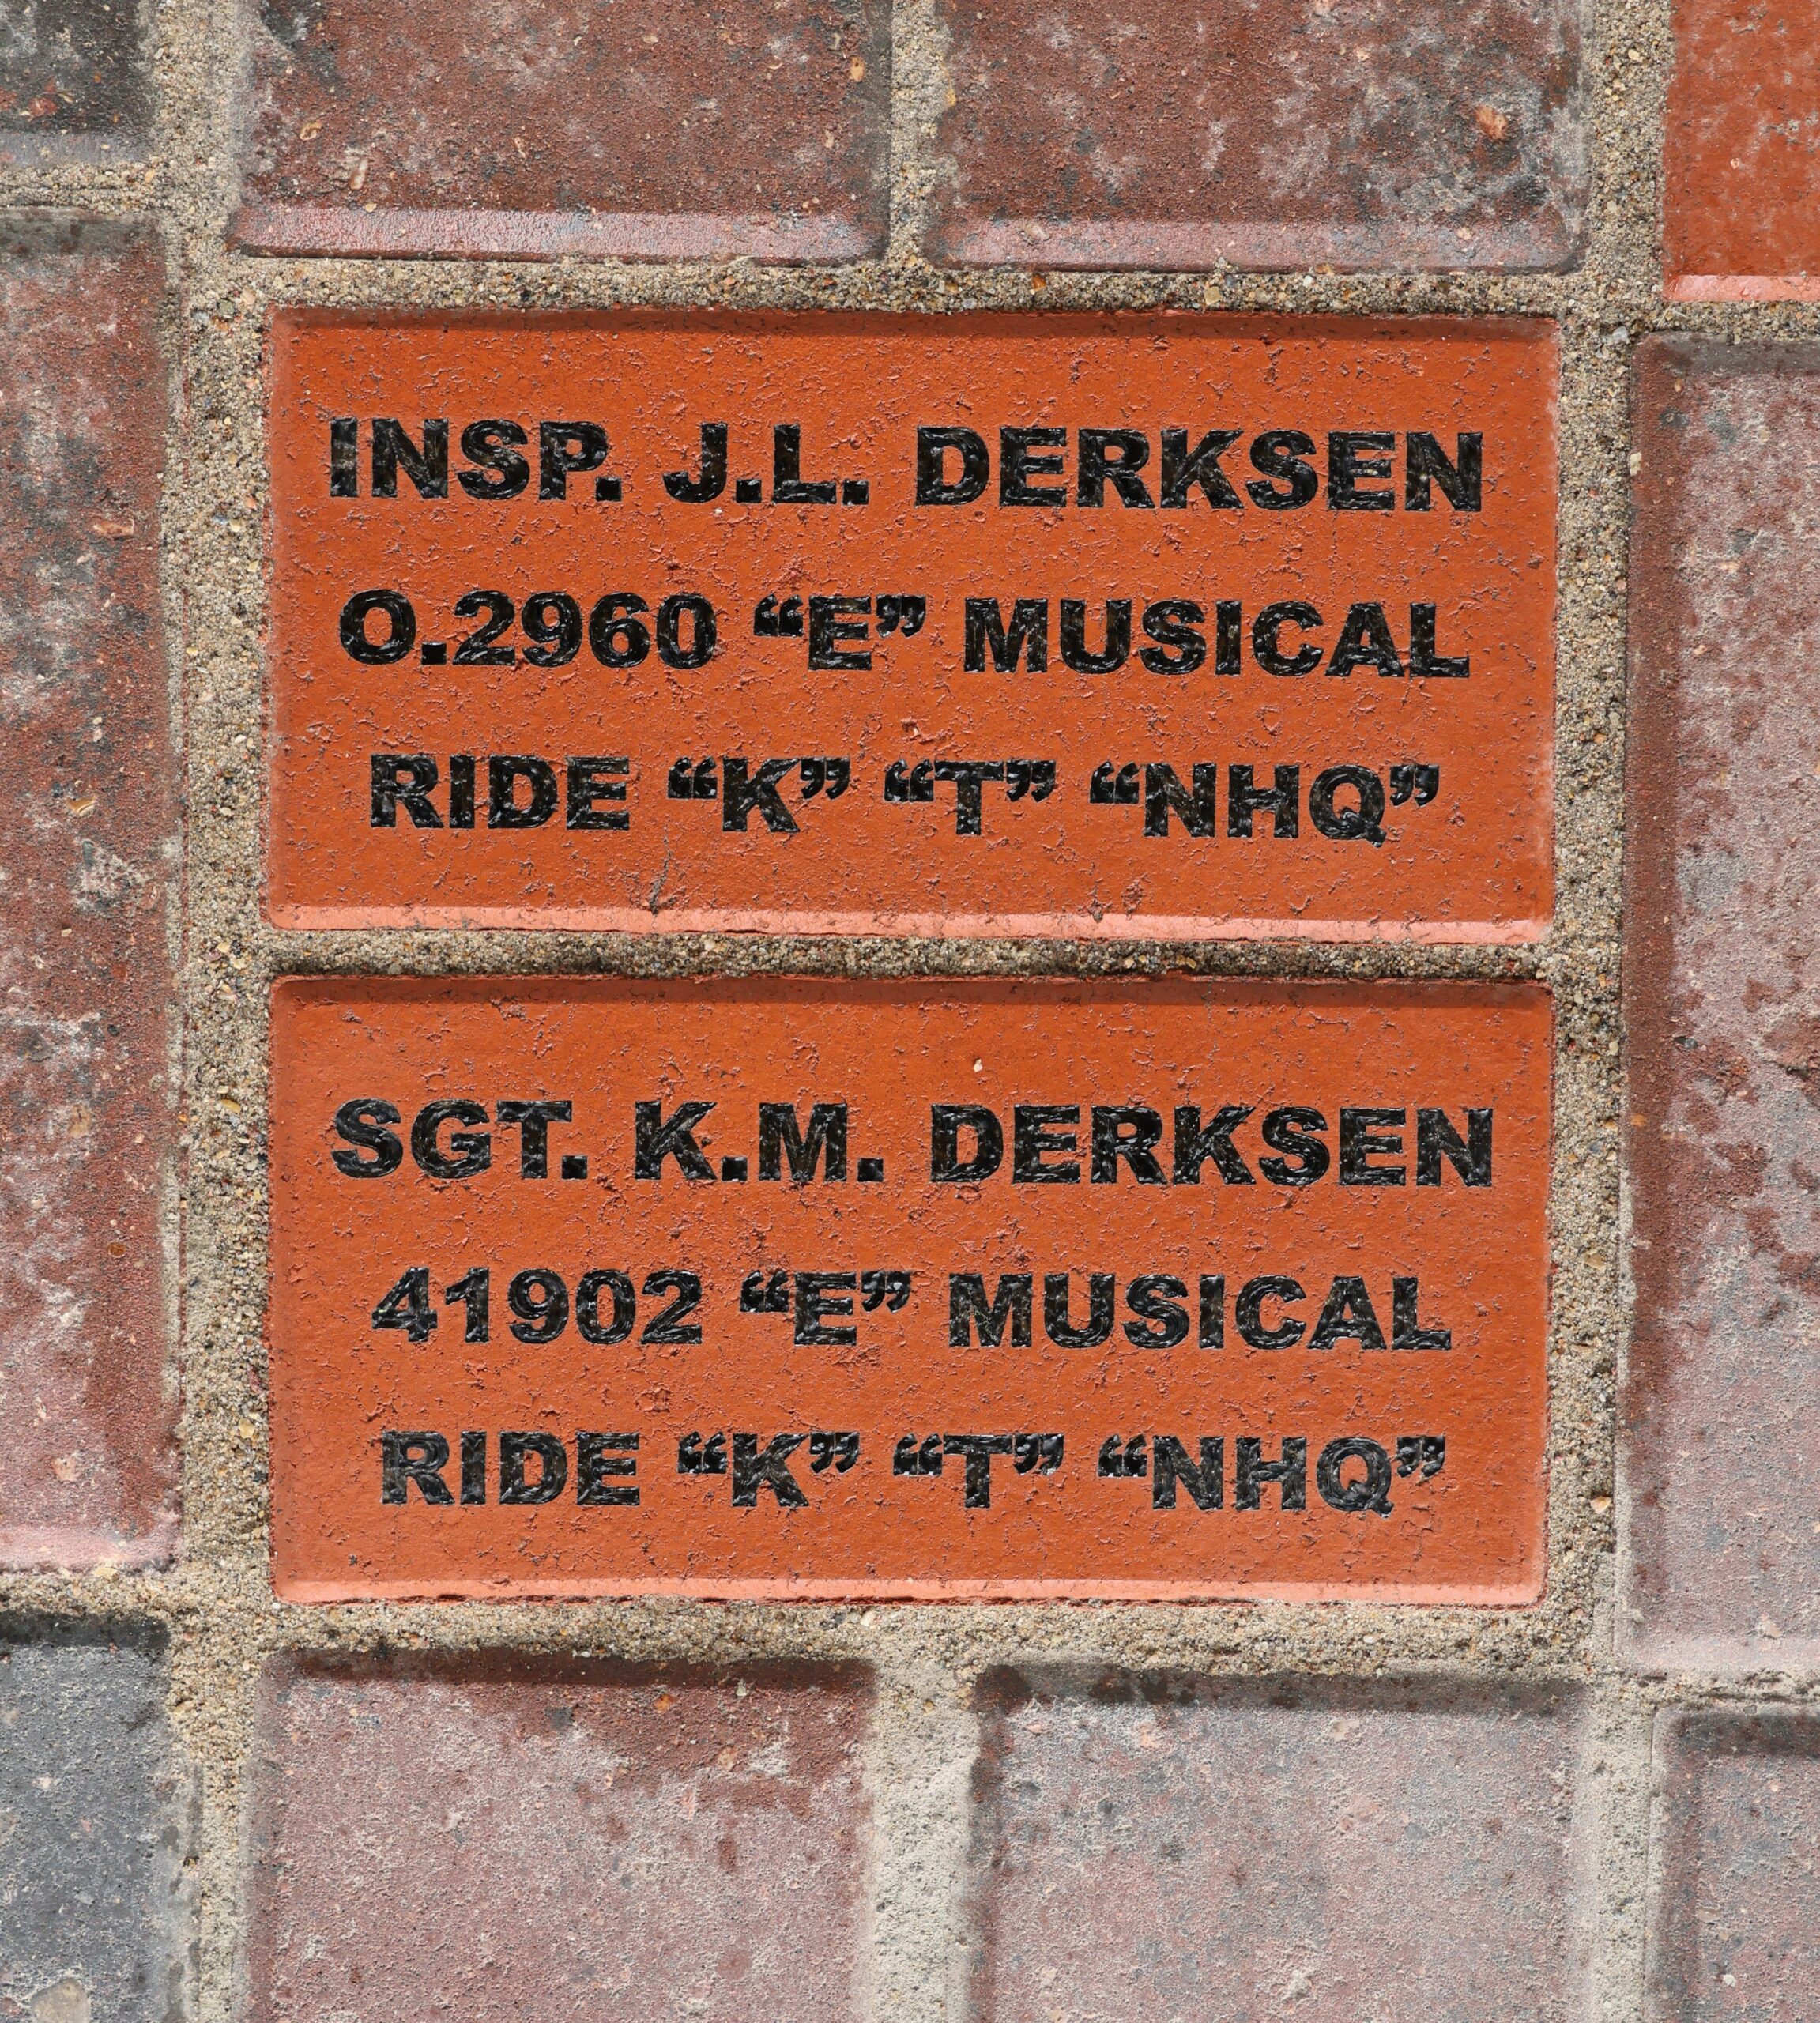 INSP. J.L. DERKSEN
O.2960 “E” MUSICAL
RIDE “K” “T” “NHQ”
SGT. K.M. DERKSEN
41902 “E” MUSICAL
RIDE “K” “T” “NHQ”